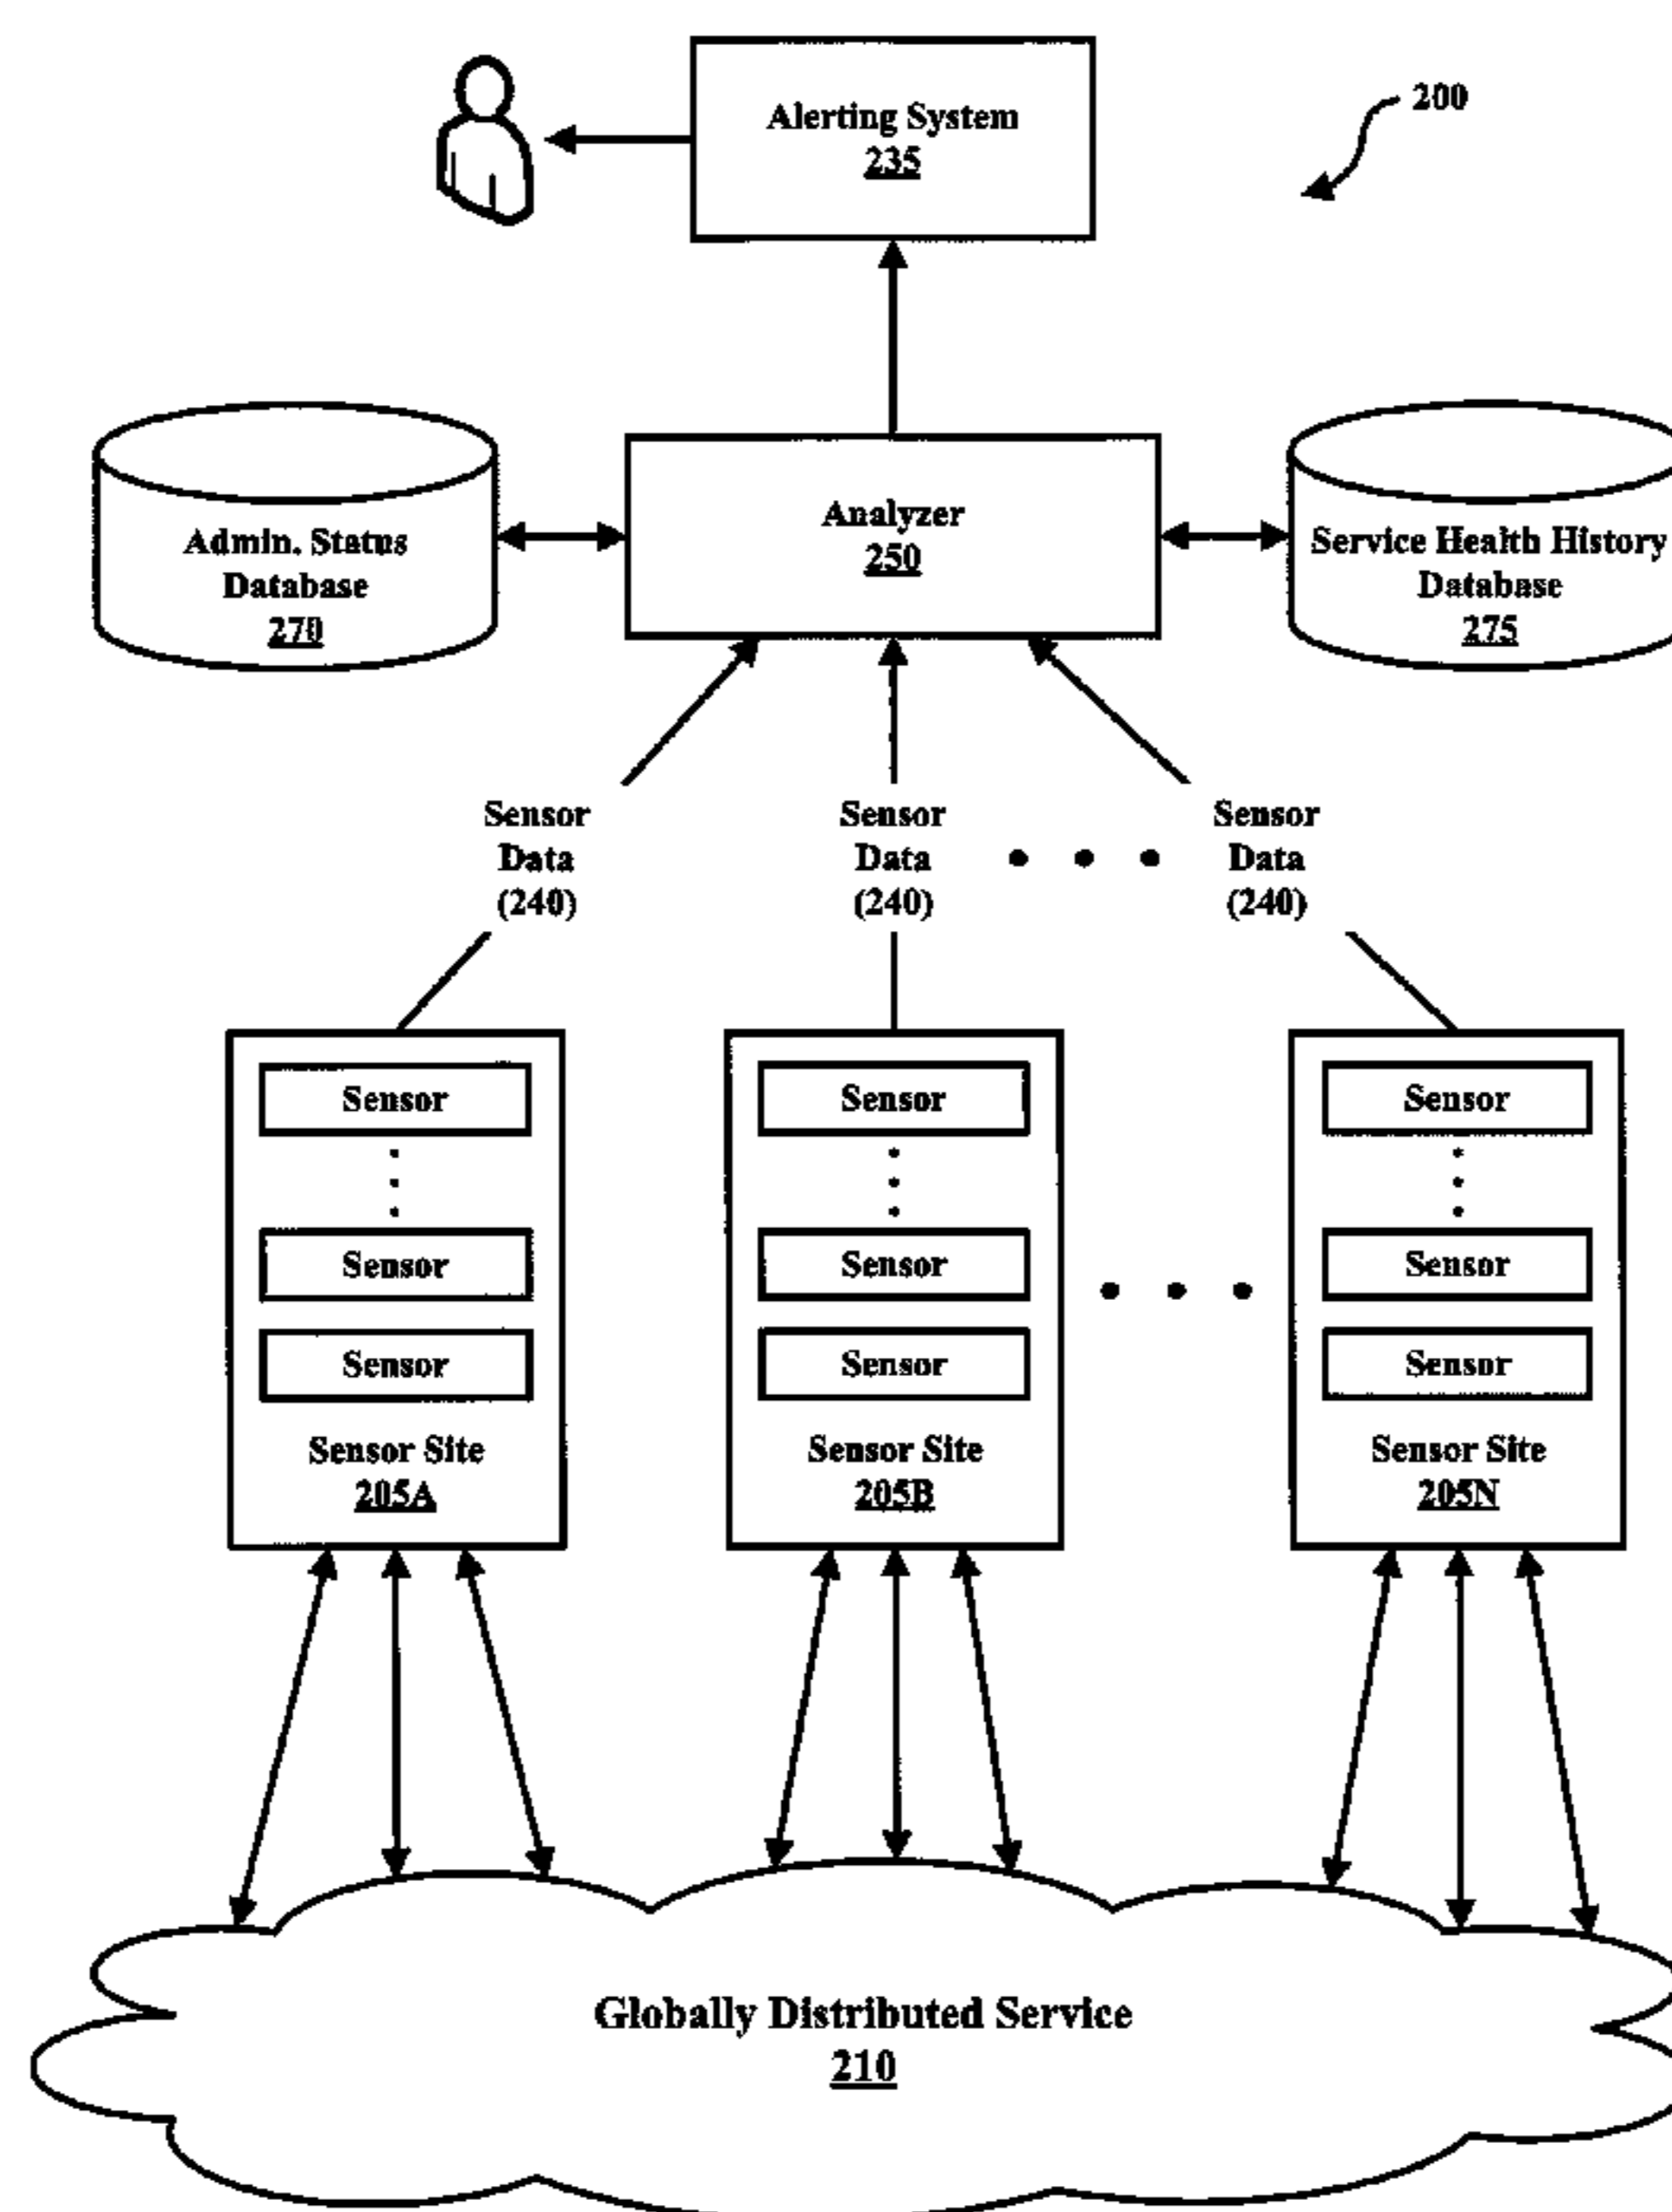 Alerting System
235
200
Admin. Status
Database
270
Analyzer
250
Service Health History
Database
275
Sensor
Data
(240)
Sensor
Data
(240)
Sensor
Data
(240)
Sensor
Sensor
Sensor
Sensor Site
205A
Sensor
Sensor
Sensor
Sensor Site
205B
Sensor
Sensor
Sensor
Sensor Site
205N
Globally Distributed Service
210